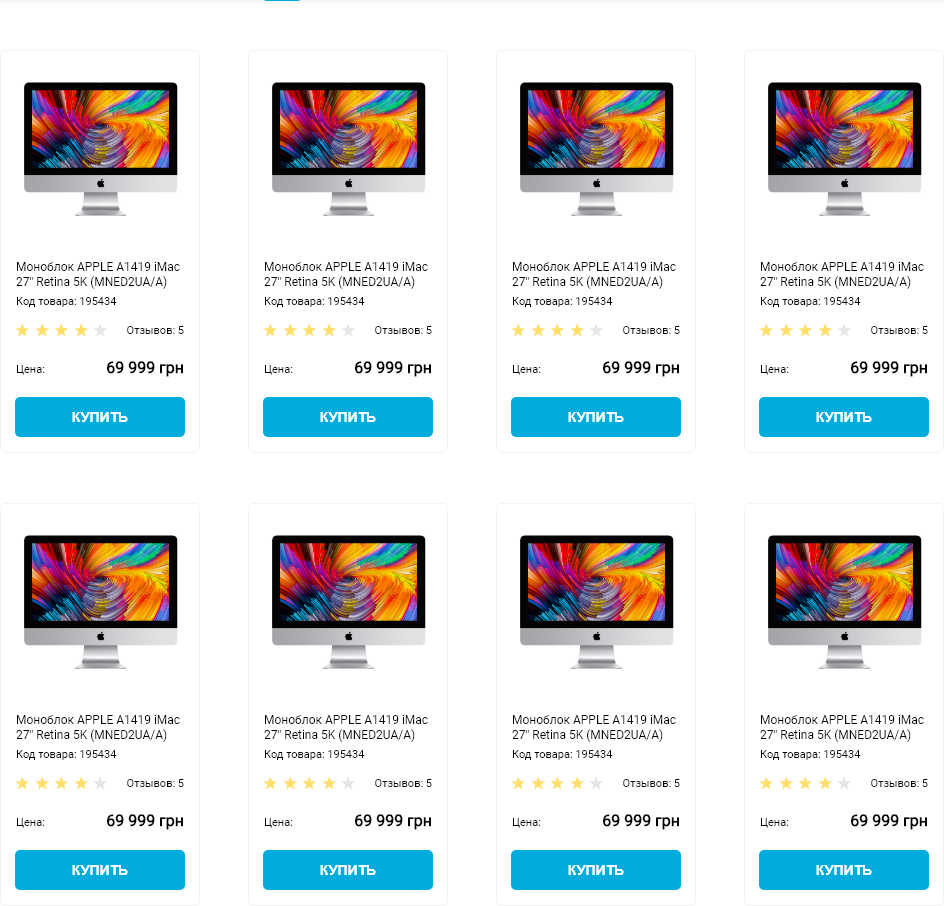 Моноблок APPLE A1419 iMac
27" Retina 5K (MNED2UA/A)
Код товара: 195434
Отзывов: 5
Цена: 69 999 грн
КУПИТЬ
Моноблок APPLE A1419 iMac
27" Retina 5K (MNED2UA/A)
Код товара: 195434
Отзывов: 5
Цена: 69 999 грн
КУПИТЬ
Моноблок APPLE A1419 iMac
27" Retina 5K (MNED2UA/A)
Код товара: 195434
Отзывов: 5
Цена: 69 999 грн
КУПИТЬ
Моноблок APPLE A1419 iMac
27" Retina 5K (MNED2UA/A)
Код товара: 195434
Отзывов: 5
Цена: 69 999 грн
КУПИТЬ
Моноблок APPLE A1419 iMac
27" Retina 5K (MNED2UA/A)
Код товара: 195434
Отзывов: 5
Цена: 69 999 грн
КУПИТЬ
Моноблок APPLE A1419 iMac
27" Retina 5K (MNED2UA/A)
Код товара: 195434
Отзывов: 5
Цена: 69 999 грн
КУПИТЬ
Моноблок APPLE A1419 iMac
27" Retina 5K (MNED2UA/A)
Код товара: 195434
Отзывов: 5
Цена: 69 999 грн
КУПИТЬ
Моноблок APPLE A1419 iMac
27" Retina 5K (MNED2UA/A)
Код товара: 195434
Отзывов: 5
Цена: 69 999 грн
КУПИТЬ